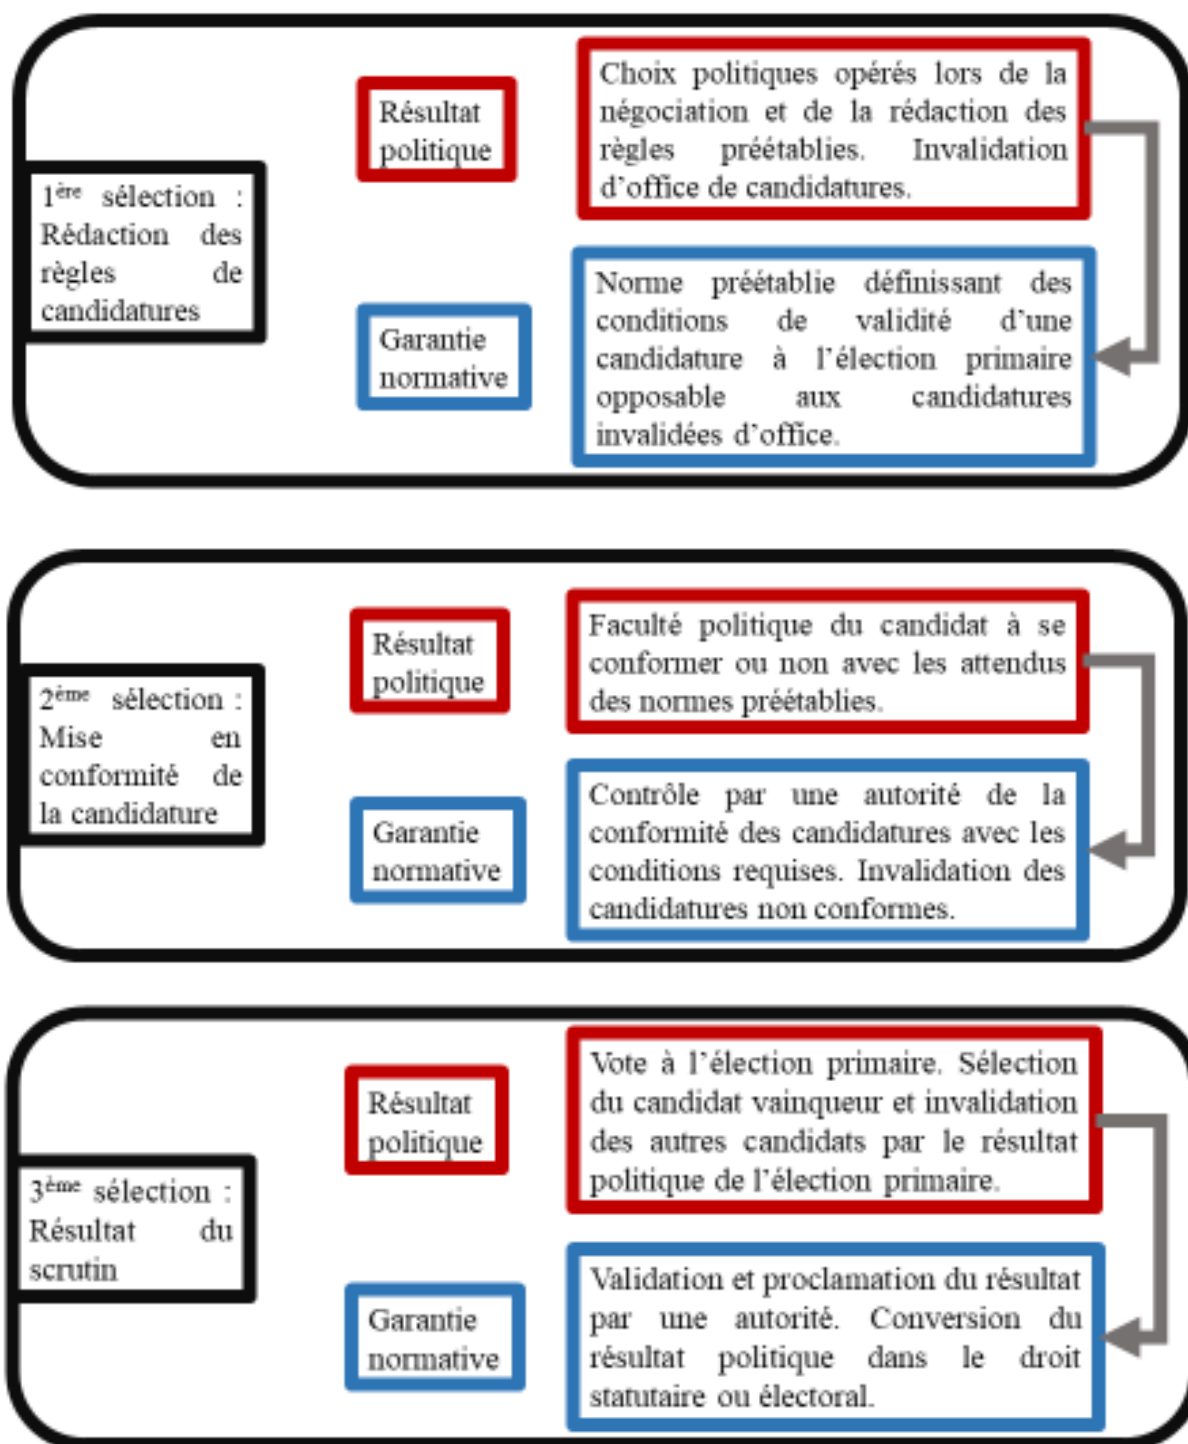 1ère sélection :
Rédaction des
règles de
candidatures
Résultat
politique
Choix politiques opérés lors de la
négociation et de la rédaction des
règles préétablies. Invalidation
d’office de candidatures.
Garantie
normative
Norme préétablie définissant des
conditions de validité d’une
candidature à l’élection primaire
opposable aux candidatures
invalidées d’office.
2ème sélection :
Mise en
conformité de
la candidature
Résultat
politique
Faculté politique du candidat à se
conformer ou non avec les attendus
des normes préétablies.
Garantie
normative
Contrôle par une autorité de la
conformité des candidatures avec les
conditions requises. Invalidation des
candidatures non conformes.
3ème sélection :
Résultat du
scrutin
Résultat
politique
Vote à l’élection primaire. Sélection
du candidat vainqueur et invalidation
des autres candidats par le résultat
politique de l’élection primaire.
Garantie
normative
Validation et proclamation du résultat
par une autorité. Conversion du
résultat politique dans le droit
statutaire ou électoral.